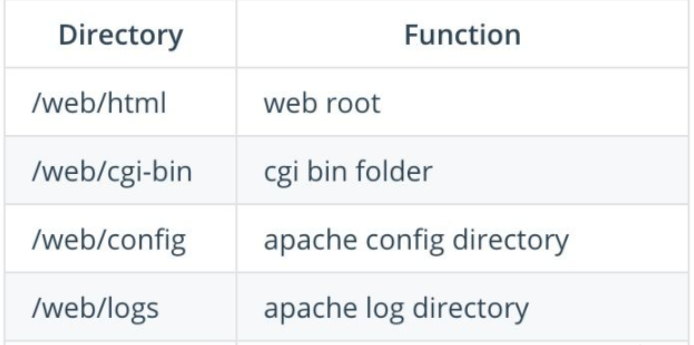 Directory Function
/web/html web root
/web/cgi-bin cgi bin folder
/web/config apache config directory
/web/logs apache log directory